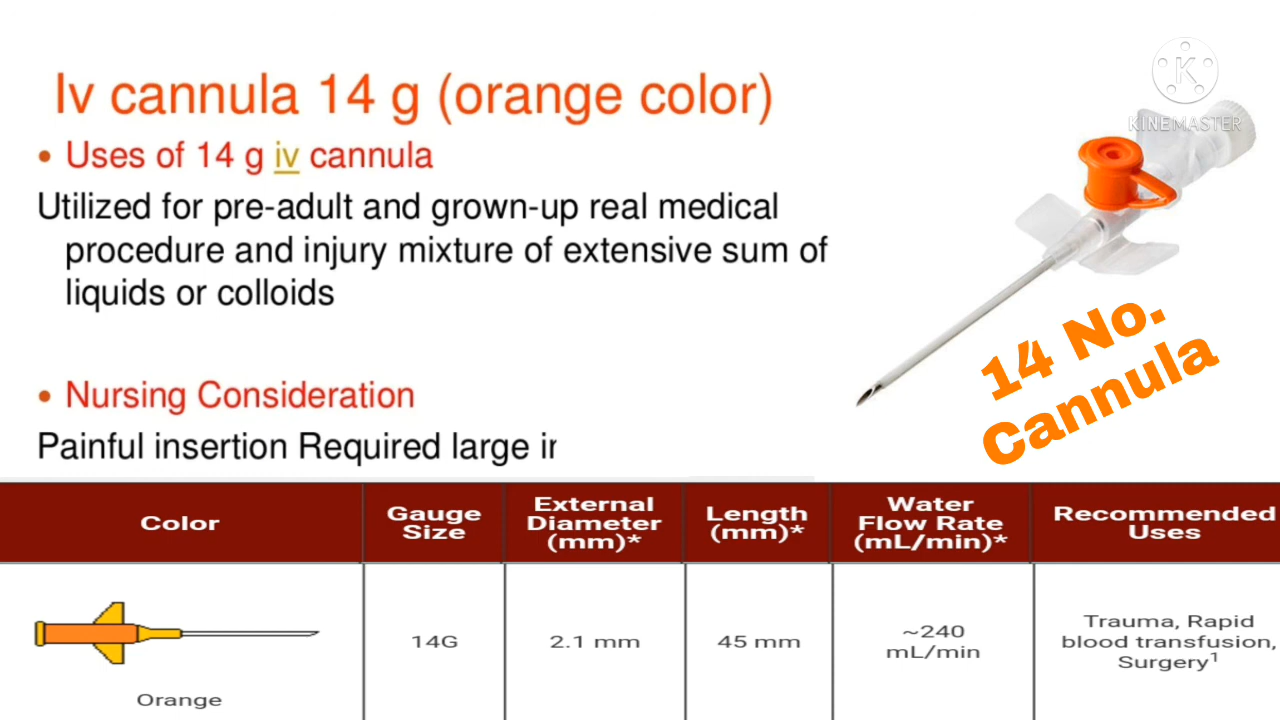 Iv cannula 14 g (orange color)
• Uses of 14 g iv cannula
Utilized for pre-adult and grown-up real medical
procedure and injury mixture of extensive sum of
liquids or colloids
• Nursing Consideration
Painful insertion Required large
K
KINEMASTER
14 No.
Cannula
Color
Gauge
Size
External
Diameter
(mm)*
Length
(mm)*
Water
Flow Rate
(mL/min)*
Recommended
Uses
Orange
14G
2.1 mm
45 mm
~240
mL/min
Trauma, Rapid
blood transfusion,
Surgery¹